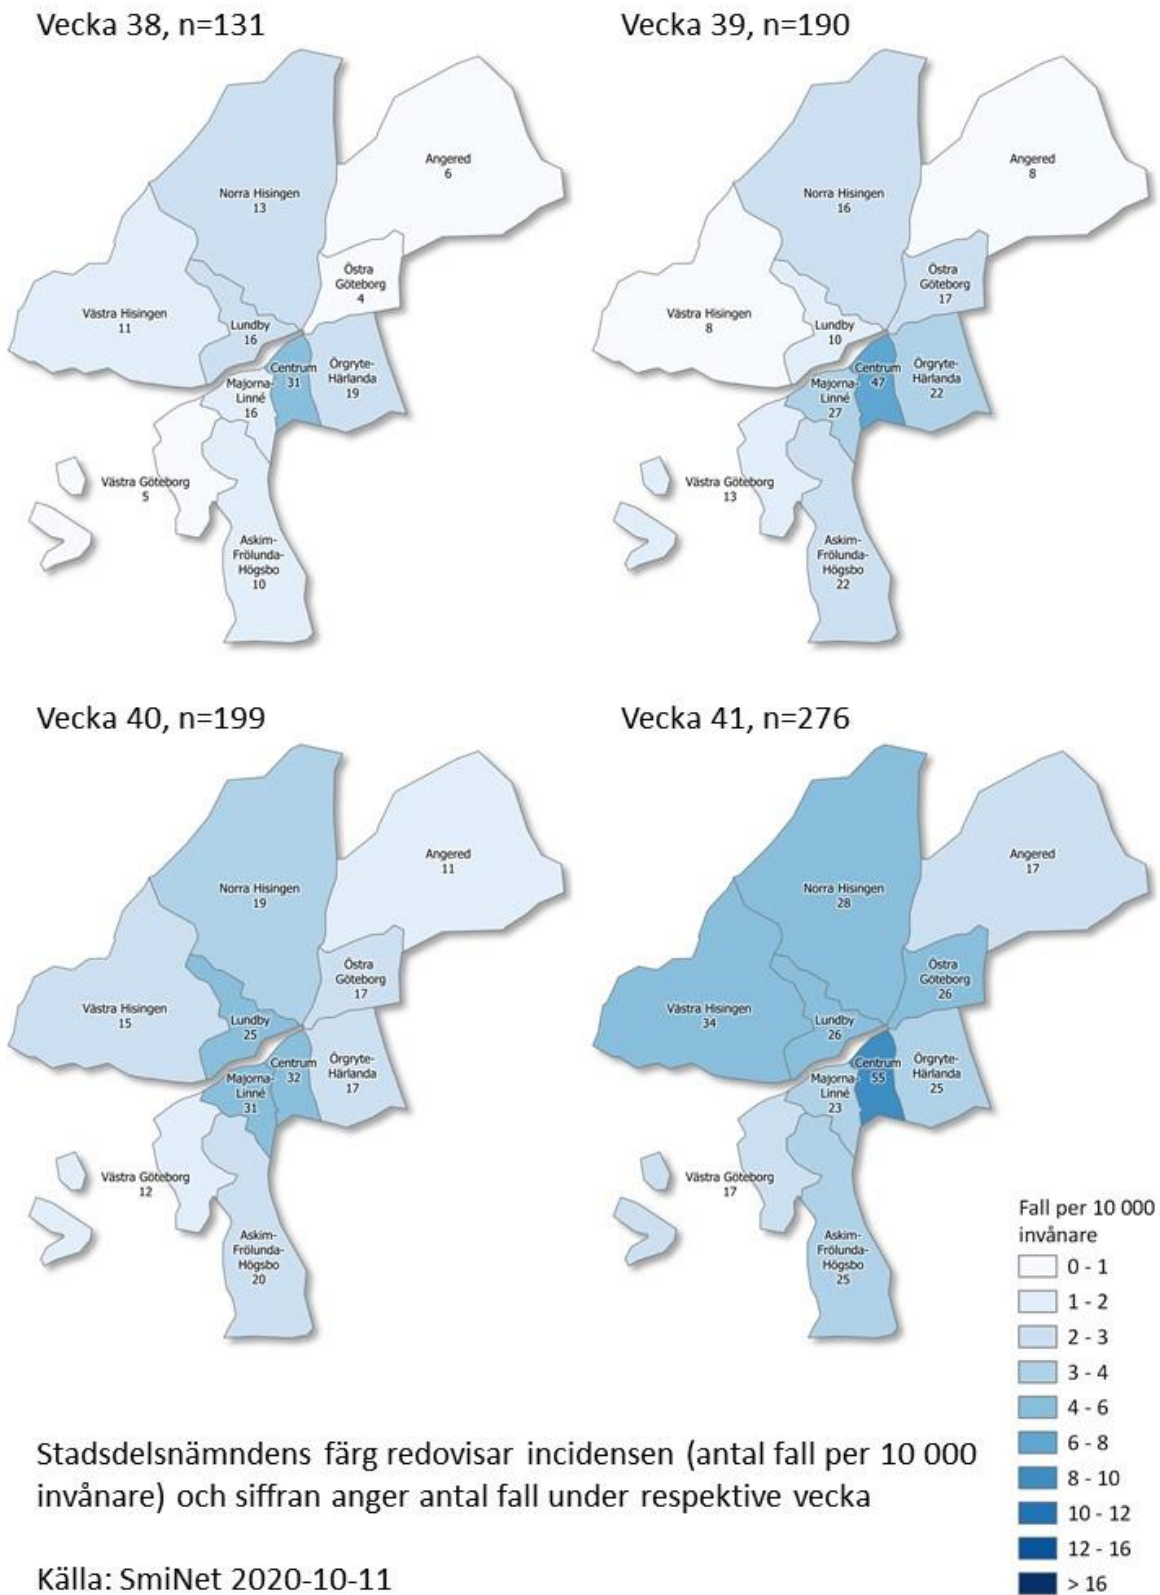 Vecka 38, n=131
Angered
6
Norra Hisingen
13
Östra
Göteborg
4
Västra Hisingen
11
Lundby
16
Centrum
31
Örgryte-
Härlanda
19
Majorna-
Linné
16
Västra Göteborg
5
Askim-
Frölunda-
Högsbo
10
Vecka 39, n=190
Angered
8
Norra Hisingen
16
Östra
Göteborg
17
Västra Hisingen
8
Lundby
10
Centrum
47
Örgryte-
Härlanda
22
Majorna-
Linné
27
Västra Göteborg
13
Askim-
Frölunda-
Högsbo
22
Vecka 40, n=199
Angered
11
Norra Hisingen
19
Östra
Göteborg
17
Västra Hisingen
15
Lundby
25
Centrum
32
Örgryte-
Härlanda
17
Majorna-
Linné
31
Västra Göteborg
12
Askim-
Frölunda-
Högsbo
20
Vecka 41, n=276
Angered
17
Norra Hisingen
28
Östra
Göteborg
26
Västra Hisingen
34
Lundby
26
Centrum
55
Örgryte-
Härlanda
25
Majorna-
Linné
23
Västra Göteborg
17
Askim-
Frölunda-
Högsbo
25
Fall per 10 000
invånare
0 - 1
1 - 2
2 - 3
3 - 4
4 - 6
6 - 8
8 - 10
10 - 12
12 - 16
> 16
Stadsdelsnämndens färg redovisar incidensen (antal fall per 10 000
invånare) och siffran anger antal fall under respektive vecka
Källa: SmiNet 2020-10-11